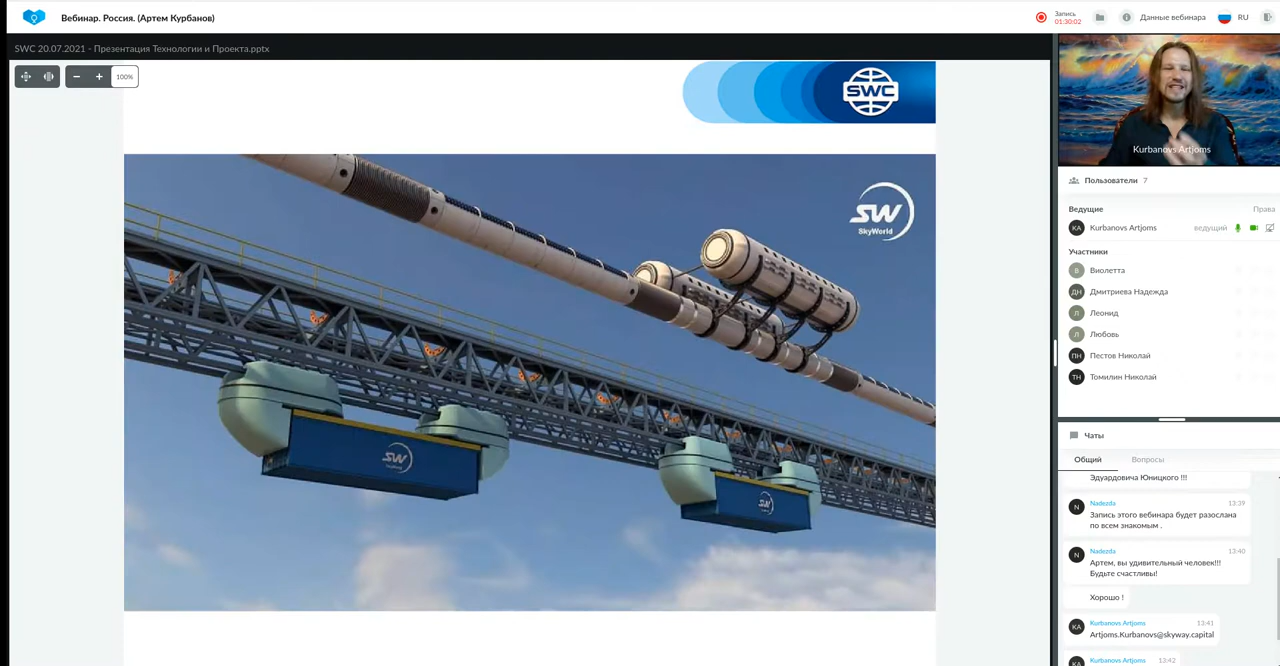 Вебинар. Россия. (Артем Курбанов)
Запись
01:30:02
Данные вебинара
RU
SWC 20.07.2021 - Презентация Технологии и Проекта.pptx
100%
SWC
SW
SkyWorld
SW
SW
Kurbanovs Artjoms
Пользователи 7
Ведущие
Права
KA
Kurbanovs Artjoms
ведущий
Участники
В
Виолетта
ДН
Дмитриева Надежда
Л
Леонид
Л
Любовь
ПН
Пестов Николай
ТН
Томилин Николай
Чаты
Общий
Вопросы
Эдуардовича Юницкого !!!
N
Nadezda
13:39
Запись этого вебинара будет разослана
по всем знакомым .
N
Nadezda
13:40
Артем, вы удивительный человек!!!
Будьте счастливы!
Хорошо !
KA
Kurbanovs Artjoms
13:41
Artjoms.Kurbanovs@skyway.capital
KA
Kurbanovs Artjoms
13:42